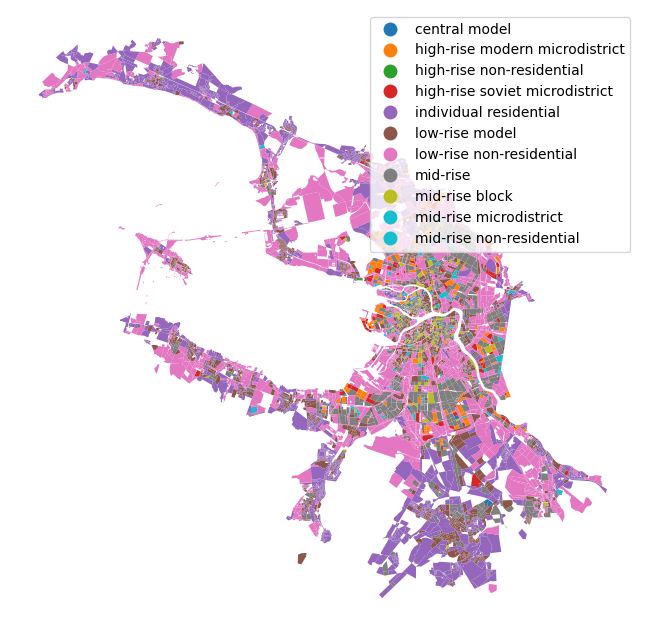 central model
high-rise modern microdistrict
high-rise non-residential
high-rise soviet microdistrict
individual residential
low-rise model
low-rise non-residential
mid-rise
mid-rise block
mid-rise microdistrict
mid-rise non-residential